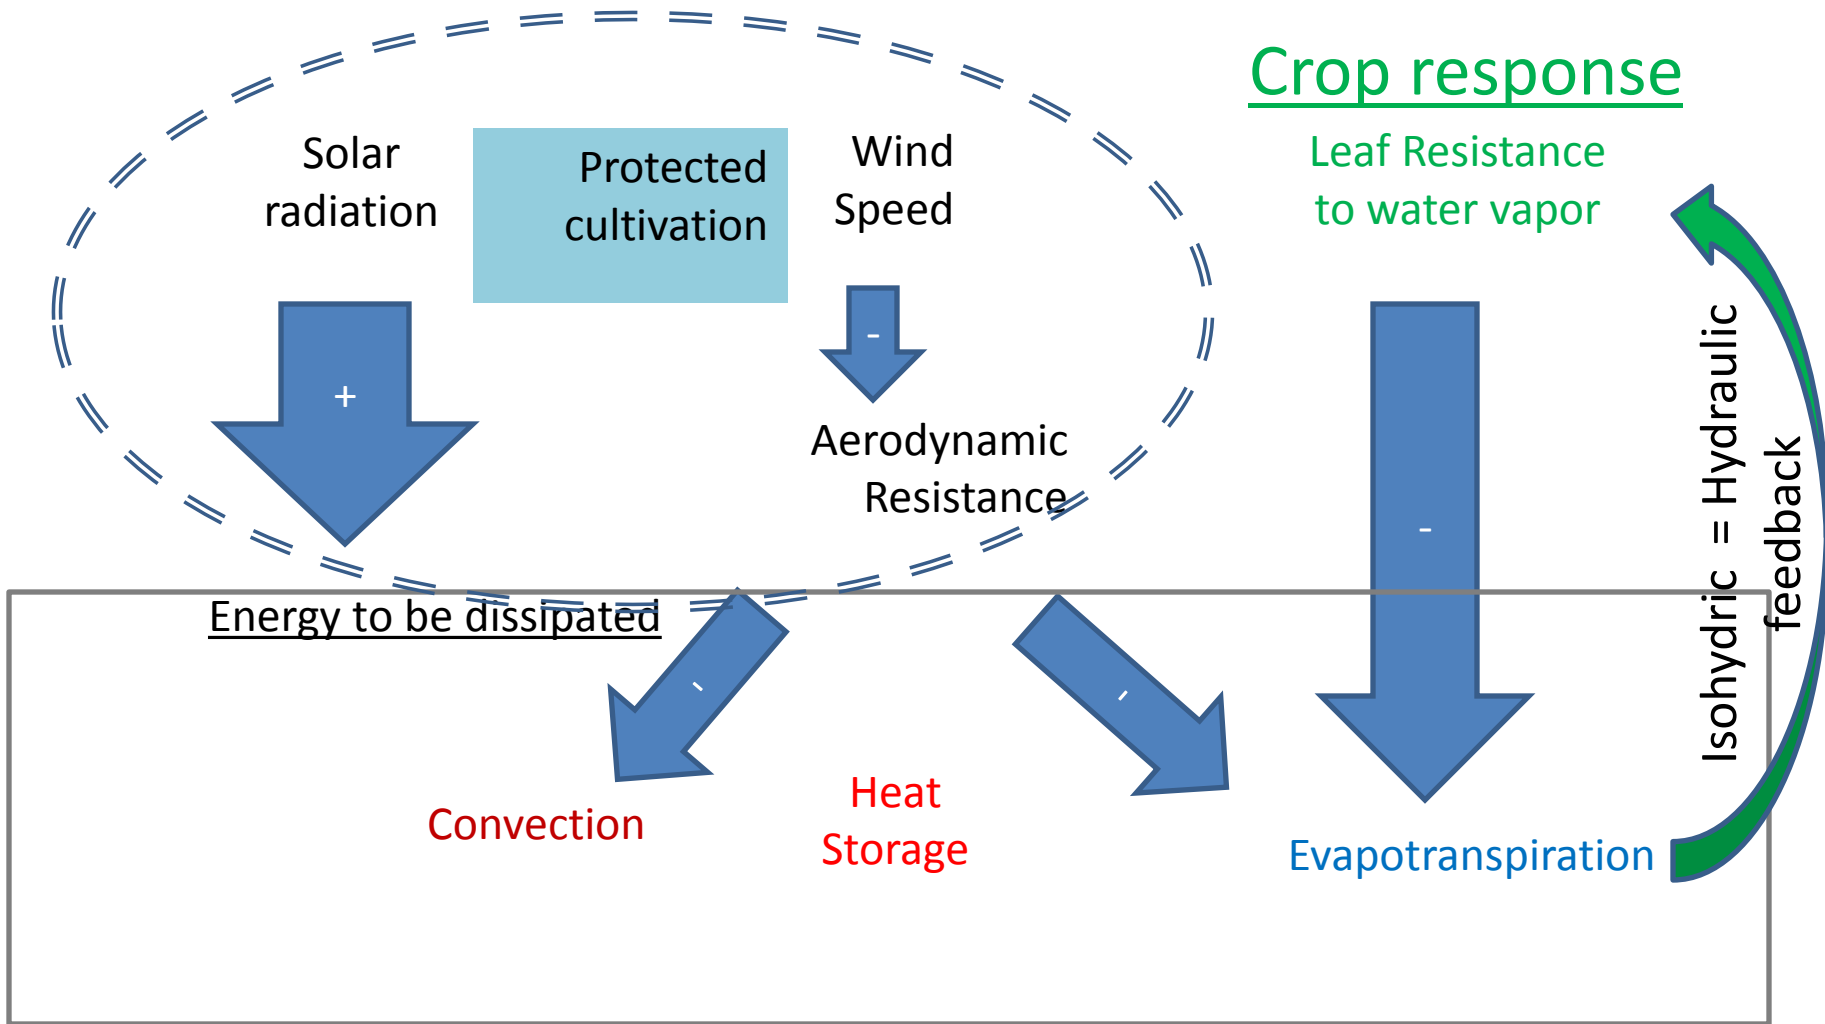 Crop response
Solar
radiation
Protected
cultivation
Wind
Speed
Leaf Resistance
to water vapor
+
-
Aerodynamic
Resistance
-
Isohydric = Hydraulic
feedback
Energy to be dissipated
-
-
Convection
Heat
Storage
Evapotranspiration